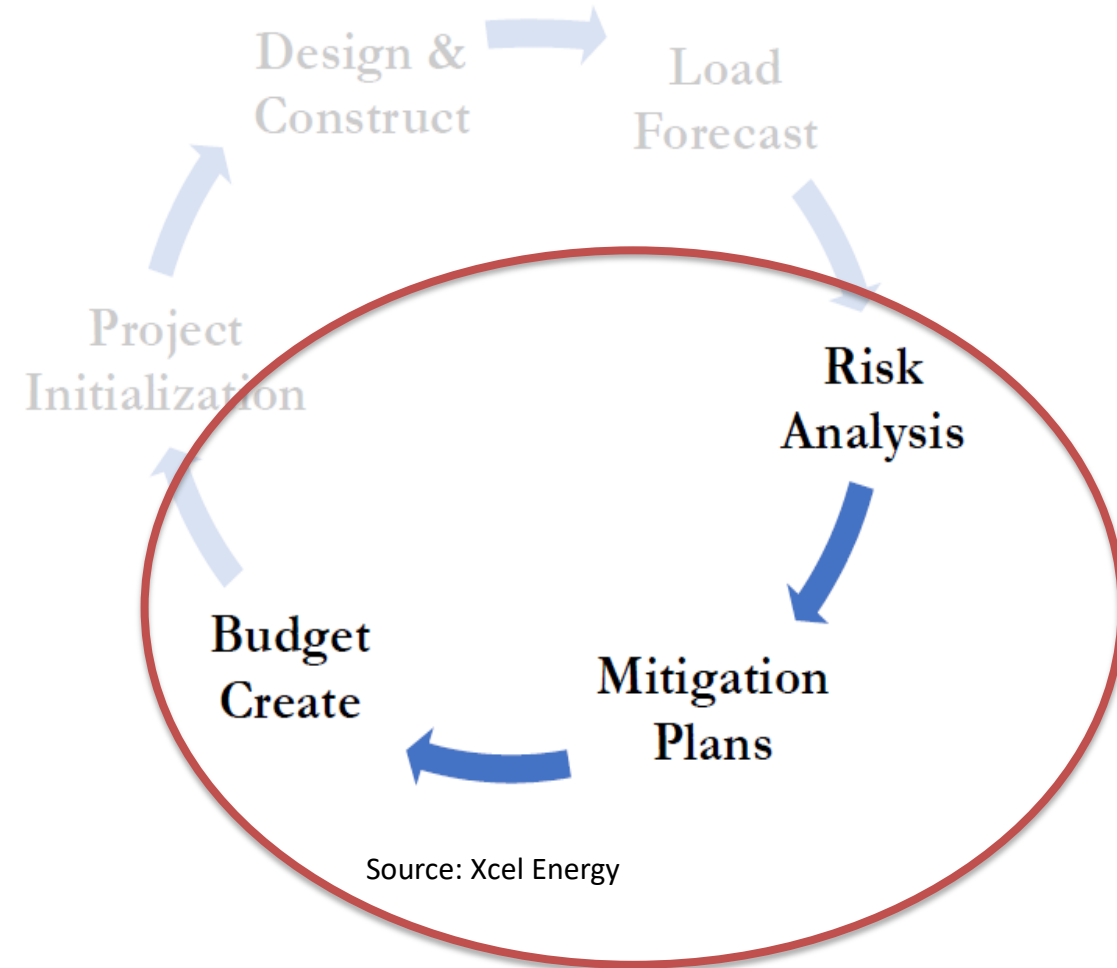 Design &
Construct
Load
Forecast
Project
Initialization
Risk
Analysis
Budget
Create
Mitigation
Plans
Source: Xcel Energy